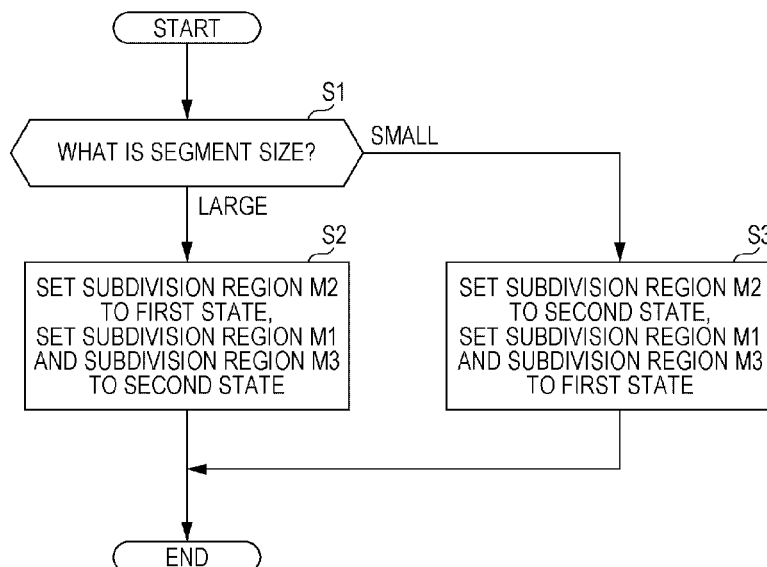 START
S1
WHAT IS SEGMENT SIZE?
SMALL
LARGE
S2
SET SUBDIVISION REGION M2
TO FIRST STATE,
SET SUBDIVISION REGION M1
AND SUBDIVISION REGION M3
TO SECOND STATE
S3
SET SUBDIVISION REGION M2
TO SECOND STATE,
SET SUBDIVISION REGION M1
AND SUBDIVISION REGION M3
TO FIRST STATE
END